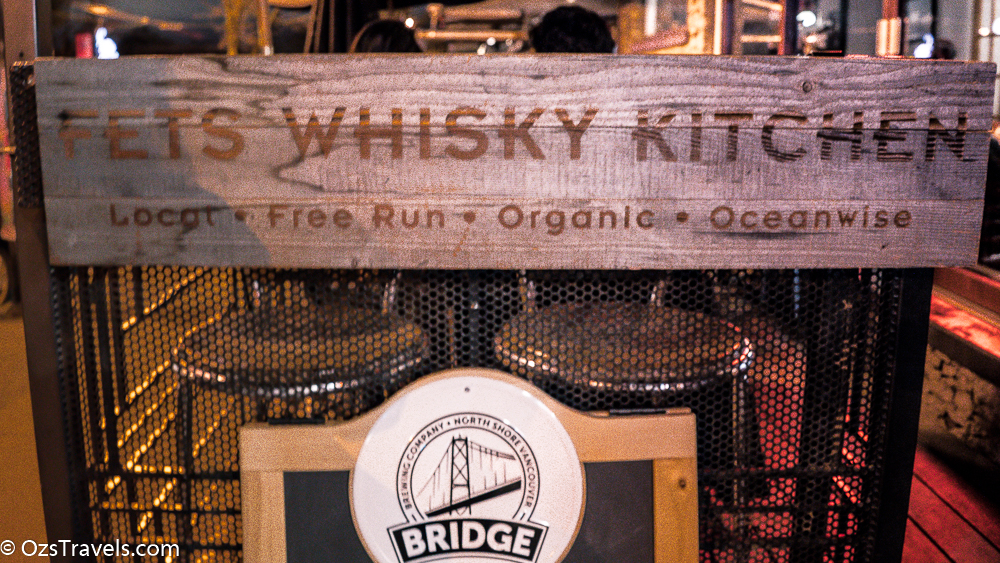 FETS WHISKY KITCHEN
Local • Free Run • Organic • Oceanwise
BREWING COMPANY • NORTH SHORE VANCOUVER
BRIDGE
© OzsTravels.com